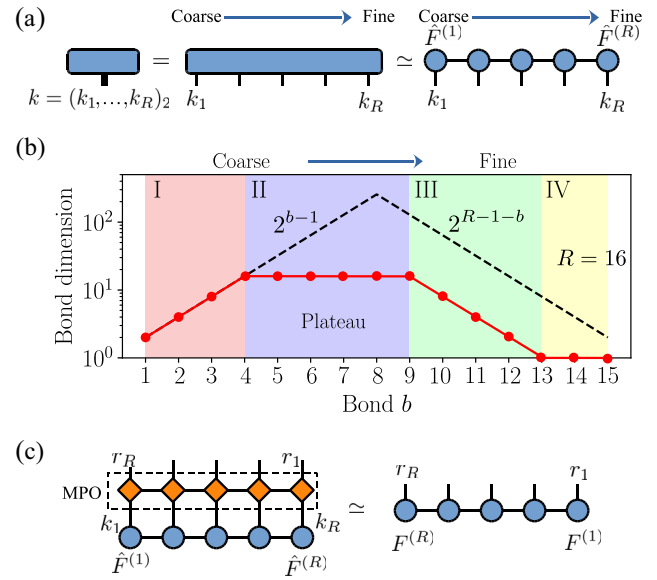 (a)
Coarse Fine Coarse Fine
= ≃ F̂^{(1)} F̂^{(R)}
k = (k_1,...,k_R)_2 k_1 k_R k_1 k_R
(b)
Coarse Fine
I II III IV
2^{b-1} 2^{R-1-b}
R = 16
Plateau
Bond dimension
10^2
10^1
10^0
1 2 3 4 5 6 7 8 9 10 11 12 13 14 15
Bond b
(c)
r_R r_1 r_R r_1
MPO
≃
k_1 k_R
F̂^{(1)} F̂^{(R)} F^{(R)} F^{(1)}